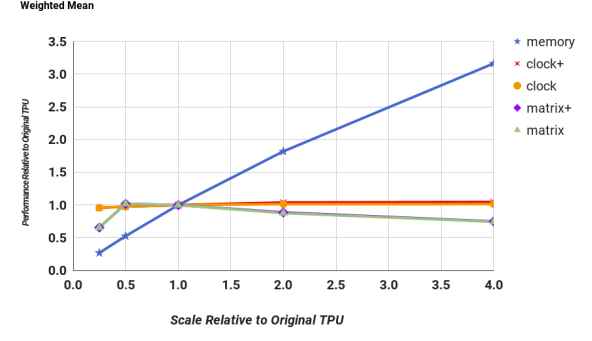 Weighted Mean
3.5
3.0
2.5
2.0
1.5
1.0
0.5
0.0
Performance Relative to Original TPU
0.0 0.5 1.0 1.5 2.0 2.5 3.0 3.5 4.0
Scale Relative to Original TPU
memory
clock+
clock
matrix+
matrix